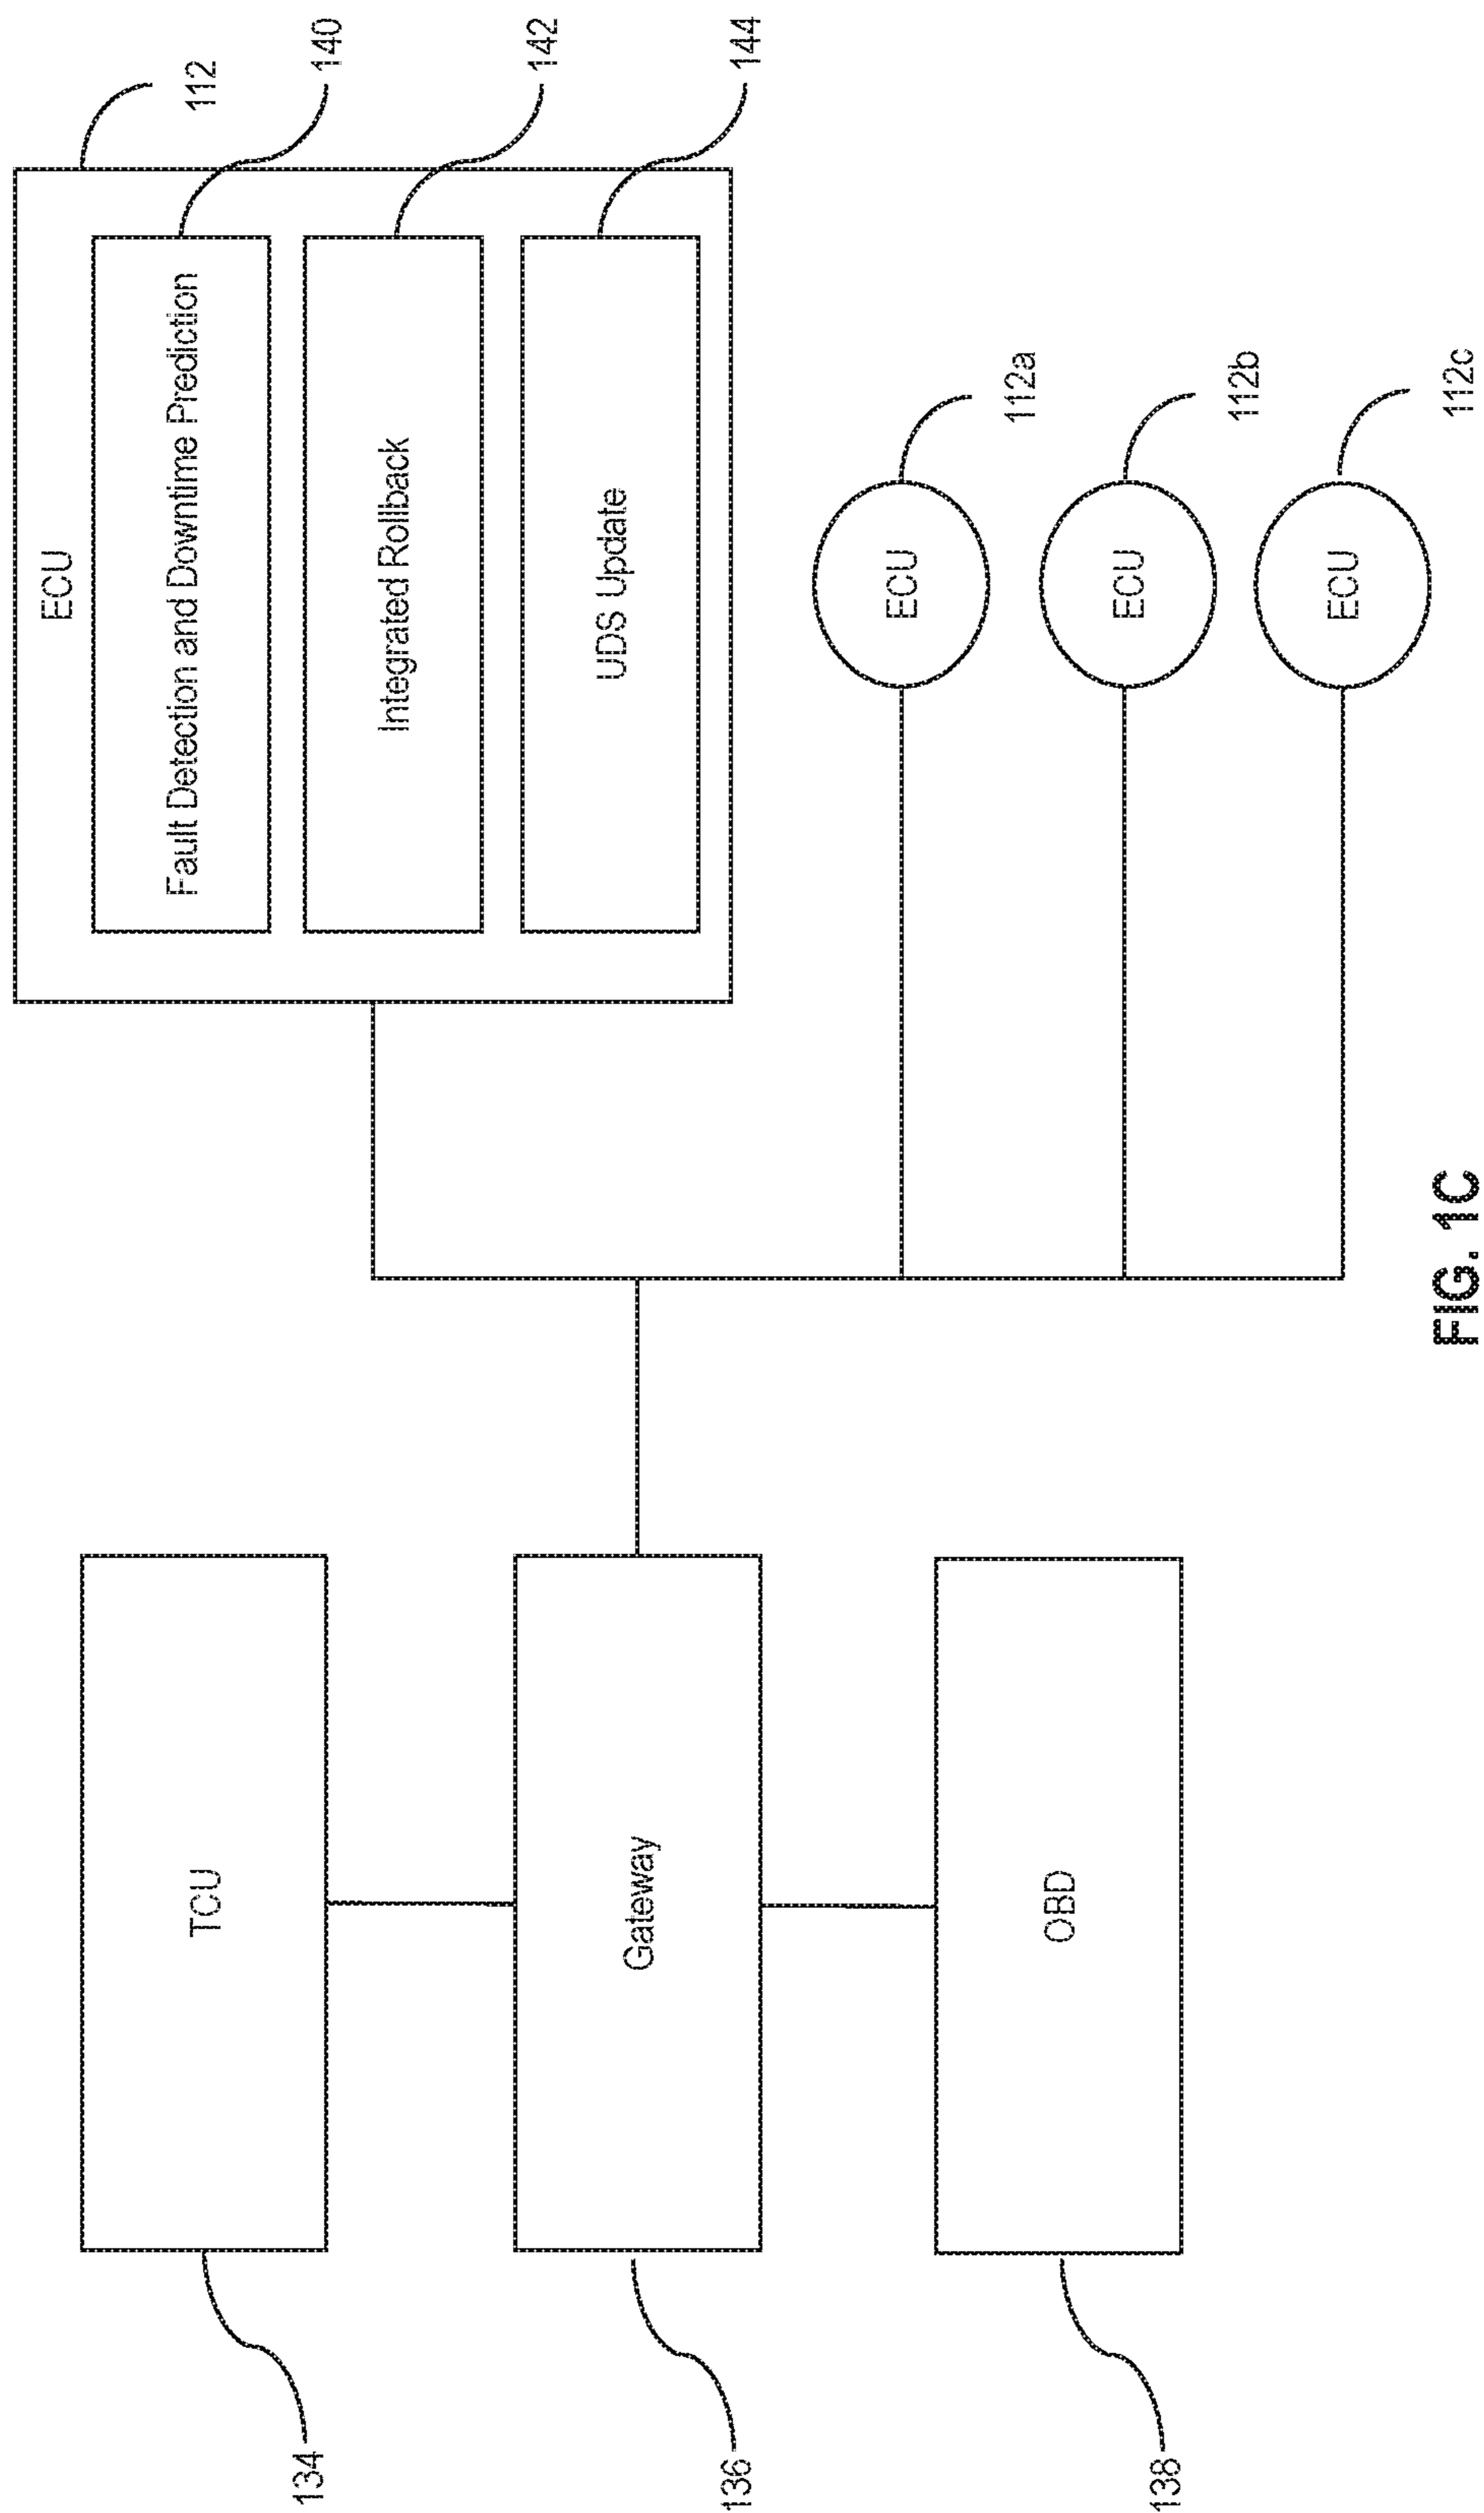 ECU
112
Fault Detection and Downtime Prediction
140
Integrated Rollback
142
UDS Update
144
TCU
134
Gateway
136
OBD
138
ECU
112a
ECU
112b
ECU
112c
FIG. 1C